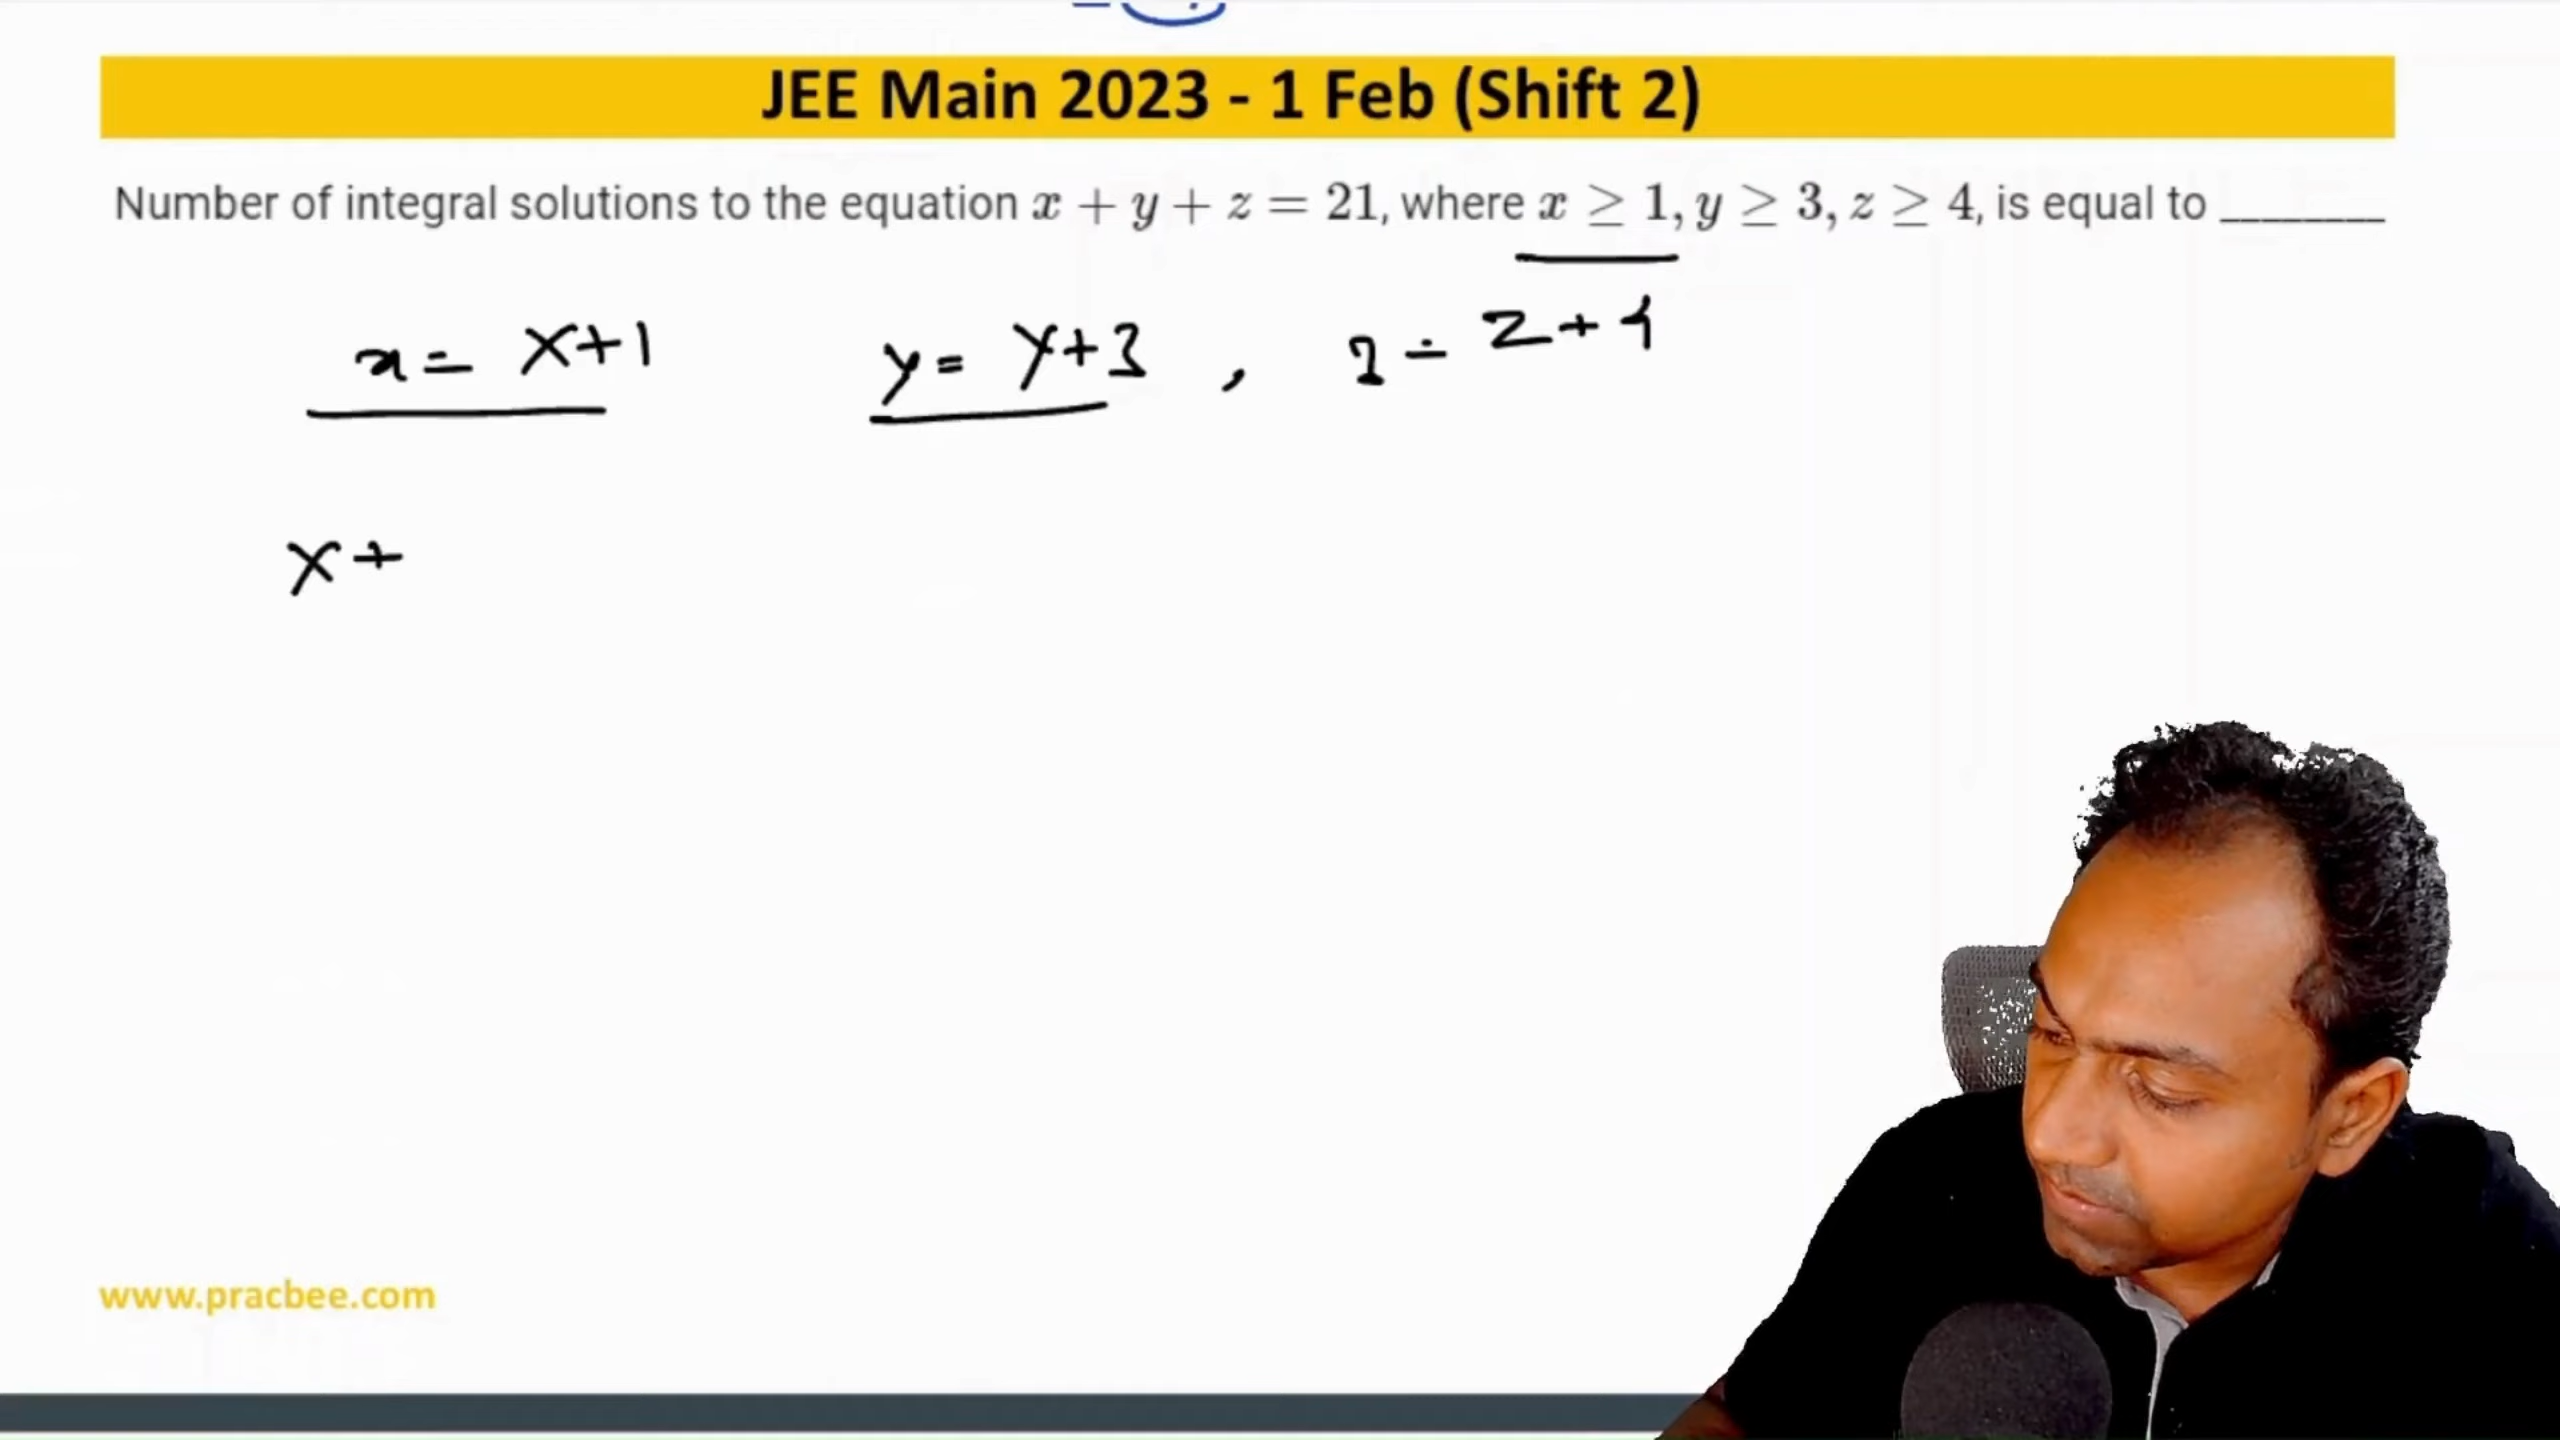 JEE Main 2023 - 1 Feb (Shift 2)
Number of integral solutions to the equation x + y + z = 21, where x ≥ 1, y ≥ 3, z ≥ 4, is equal to ________
x = X+1 y = Y+3 , z = Z+4
X+
www.pracbee.com